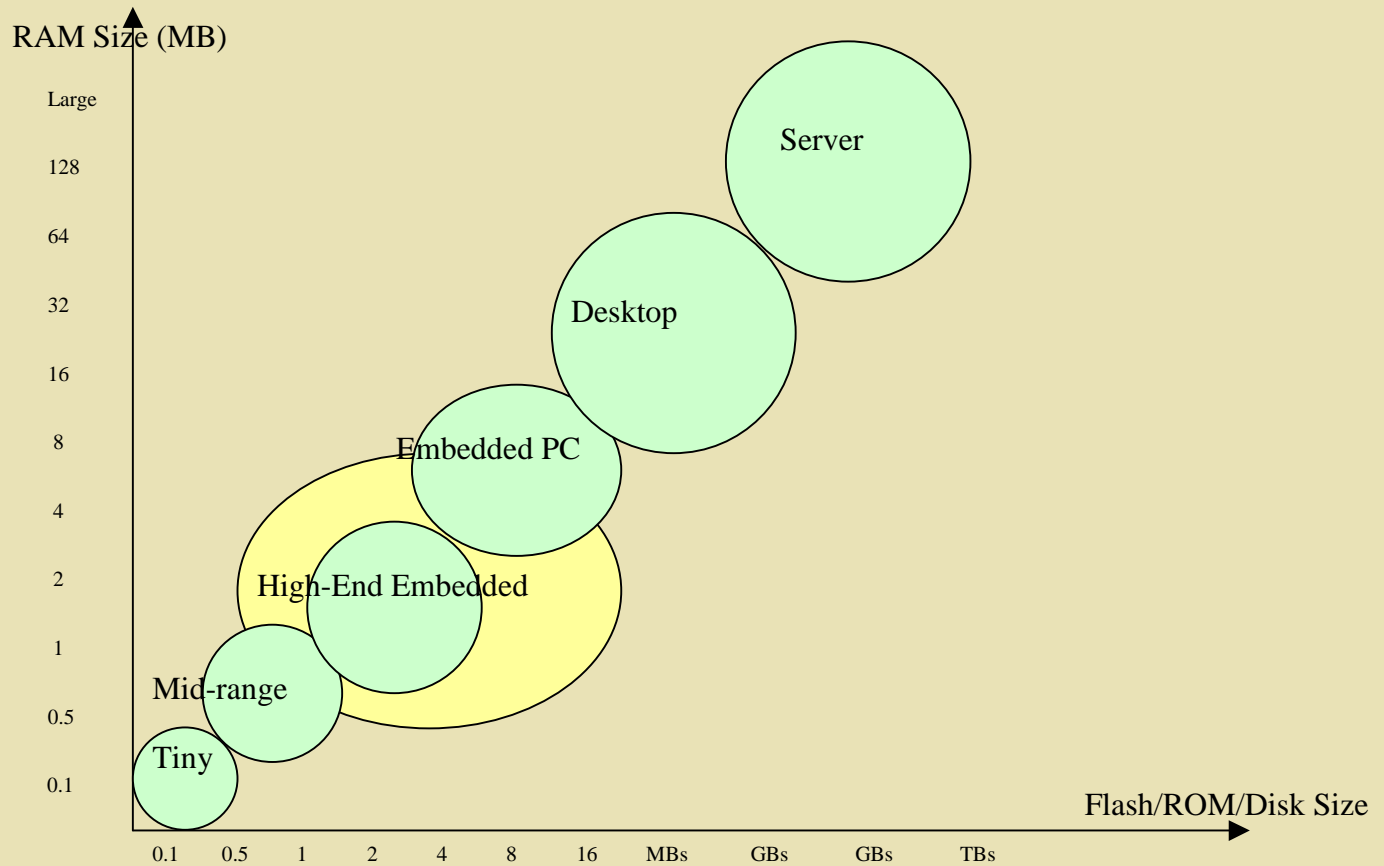 RAM Size (MB)
Large
Server
128
64
32
Desktop
16
8
Embedded PC
4
2
High-End Embedded
1
Mid-range
0.5
Tiny
0.1
Flash/ROM/Disk Size
0.1 0.5 1 2 4 8 16 MBs GBs GBs TBs